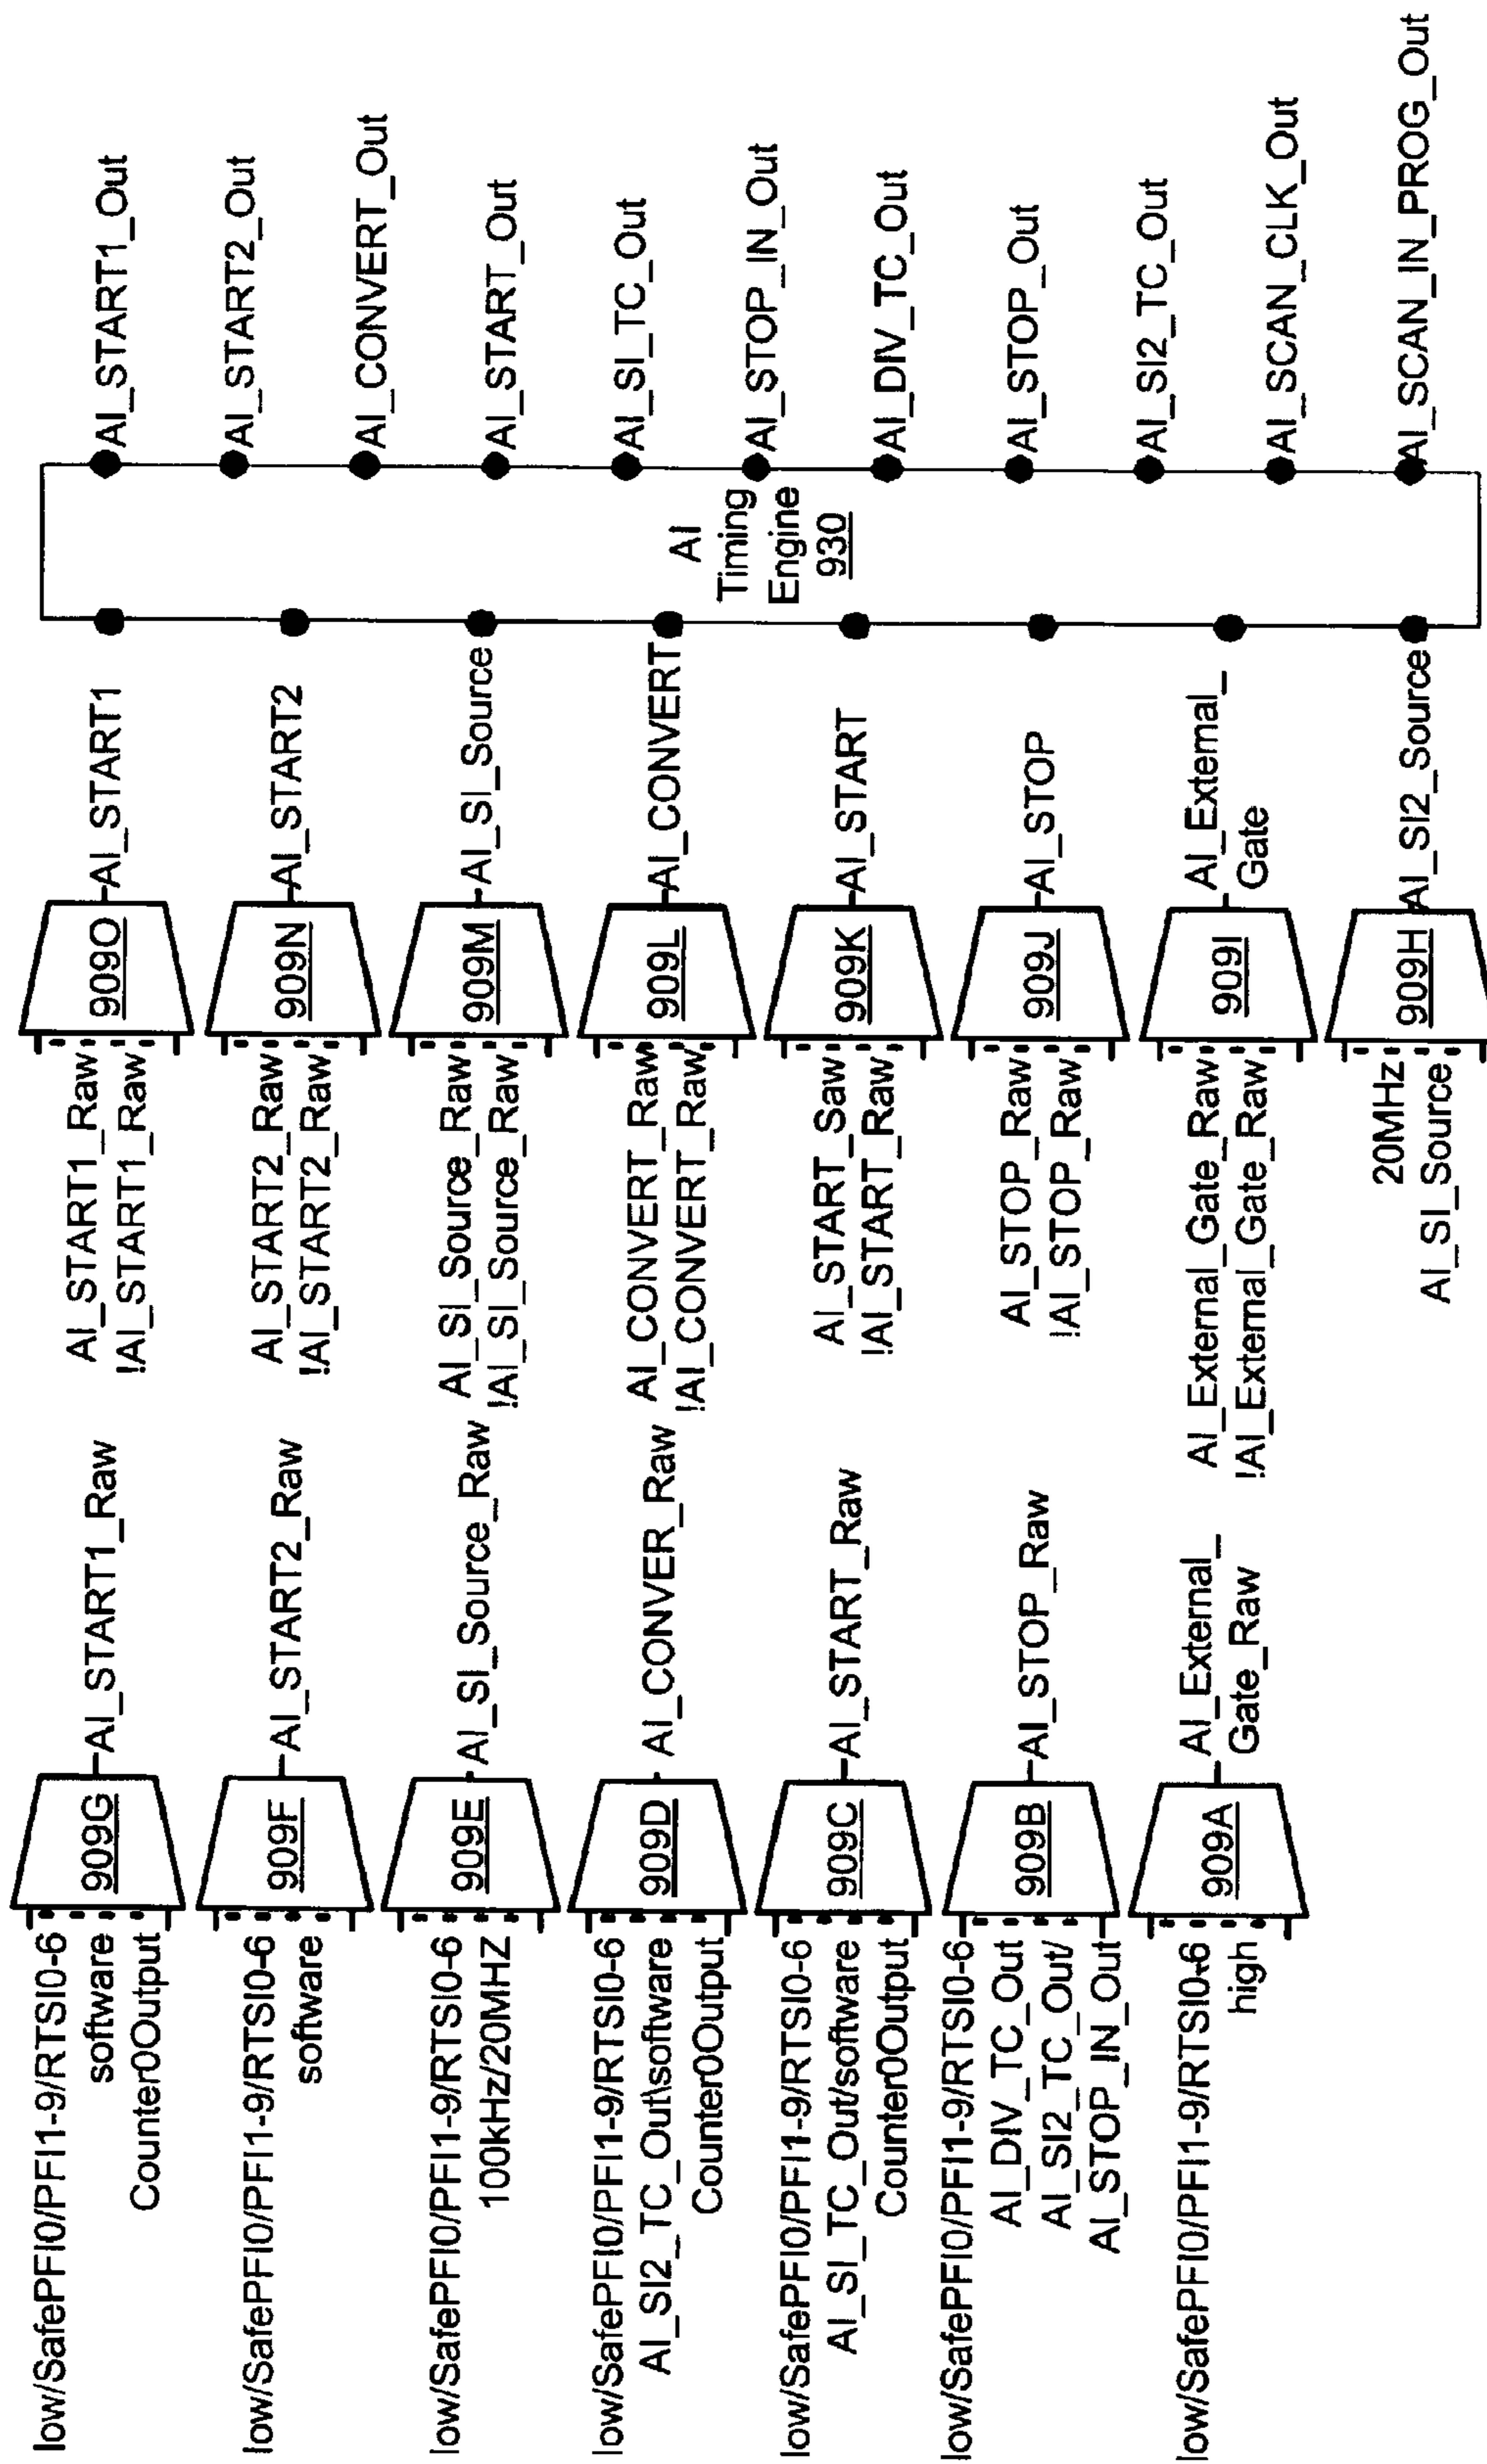 low/SafePFI0/PFI1-9/RTSI0-6
software
Counter0Output
909G
AI_START1_Raw
AI_START1_Raw
!AI_START1_Raw
909O
AI_START1
low/SafePFI0/PFI1-9/RTSI0-6
software
909F
AI_START2_Raw
AI_START2_Raw
!AI_START2_Raw
909N
AI_START2
low/SafePFI0/PFI1-9/RTSI0-6
100kHz/20MHZ
909E
AI_SI_Source_Raw
AI_SI_Source_Raw
!AI_SI_Source_Raw
909M
AI_SI_Source
low/SafePFI0/PFI1-9/RTSI0-6
AI_SI2_TC_Out\software
Counter0Output
909D
AI_CONVER_Raw
AI_CONVERT_Raw
!AI_CONVERT_Raw
909L
AI_CONVERT
low/SafePFI0/PFI1-9/RTSI0-6
AI_SI_TC_Out/software
Counter0Output
909C
AI_START_Raw
AI_START_Saw
!AI_START_Raw
909K
AI_START
low/SafePFI0/PFI1-9/RTSI0-6
AI_DIV_TC_Out
AI_SI2_TC_Out/
AI_STOP_IN_Out
909B
AI_STOP_Raw
AI_STOP_Raw
!AI_STOP_Raw
909J
AI_STOP
low/SafePFI0/PFI1-9/RTSI0-6
high
909A
AI_External_
Gate_Raw
AI_External_Gate_Raw
!AI_External_Gate_Raw
909I
AI_External_
Gate
20MHz
AI_SI_Source
909H
AI_SI2_Source
AI
Timing
Engine
930
AI_START1_Out
AI_START2_Out
AI_CONVERT_Out
AI_START_Out
AI_SI_TC_Out
AI_STOP_IN_Out
AI_DIV_TC_Out
AI_STOP_Out
AI_SI2_TC_Out
AI_SCAN_CLK_Out
AI_SCAN_IN_PROG_Out